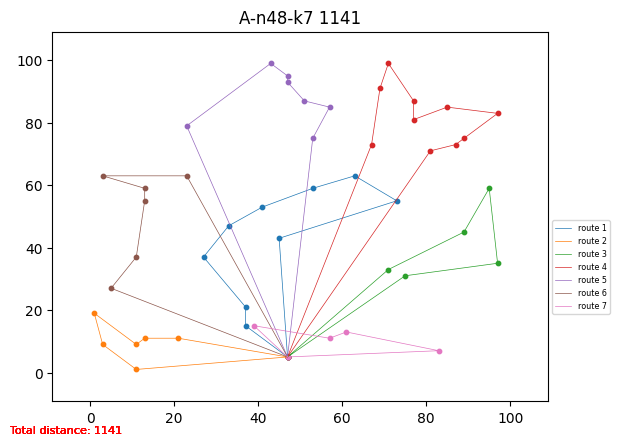 A-n48-k7 1141
100
80
60
40
20
0
0 20 40 60 80 100
route 1
route 2
route 3
route 4
route 5
route 6
route 7
Total distance: 1141